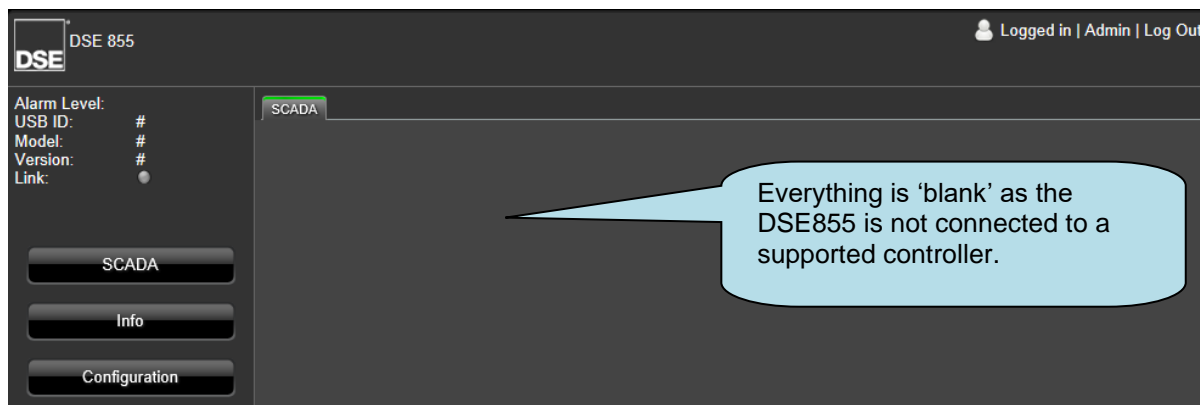 DSE
DSE 855
Logged in | Admin | Log Out
Alarm Level:
USB ID: #
Model: #
Version: #
Link:
SCADA
Info
Configuration
SCADA
Everything is ‘blank’ as the
DSE855 is not connected to a
supported controller.